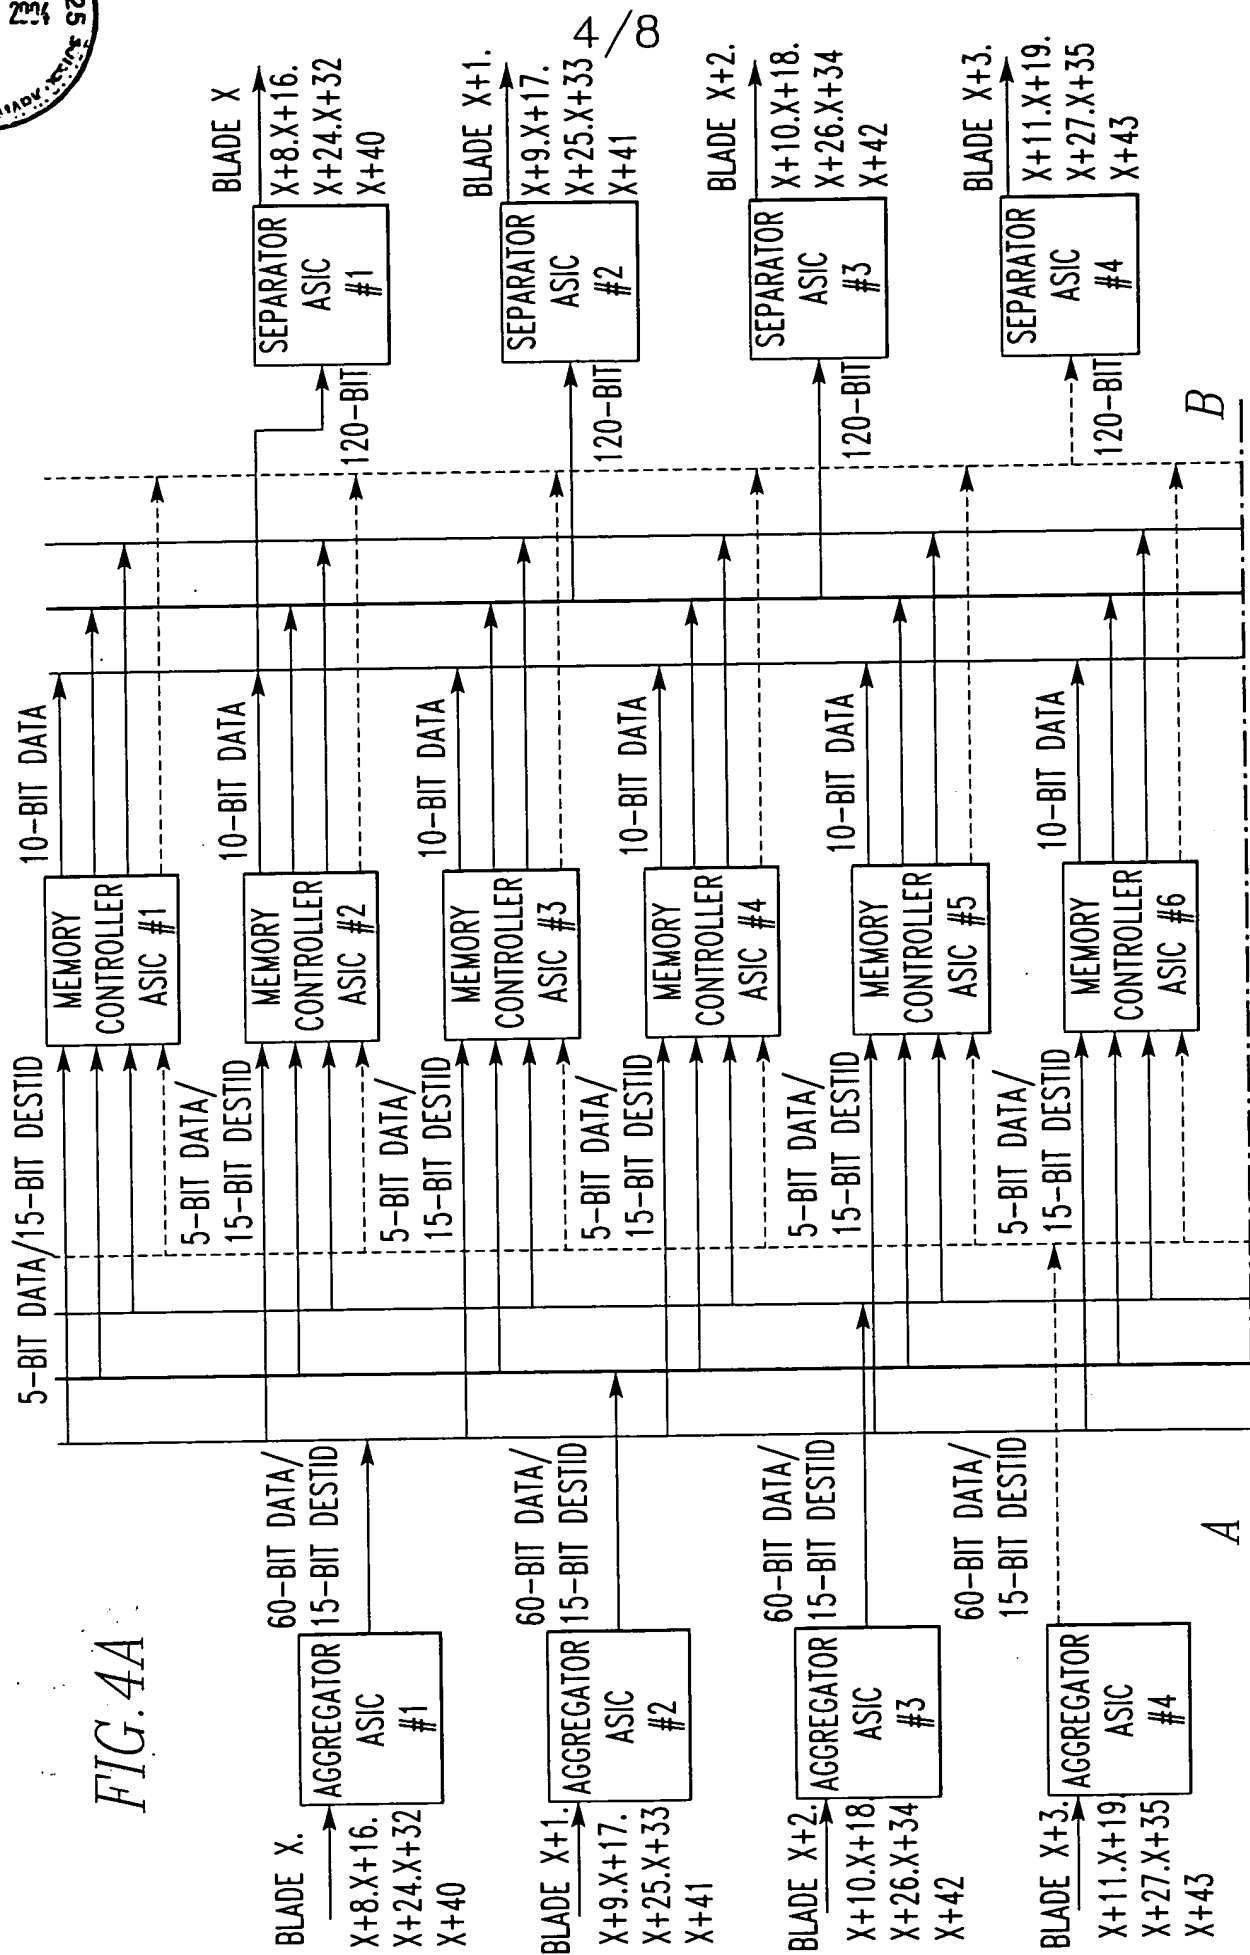 4/8
FIG.4A
BLADE X.
X+8.X+16.
X+24.X+32
X+40
AGGREGATOR
ASIC
#1
60-BIT DATA/
15-BIT DESTID
BLADE X+1.
X+9.X+17.
X+25.X+33
X+41
AGGREGATOR
ASIC
#2
60-BIT DATA/
15-BIT DESTID
BLADE X+2.
X+10.X+18.
X+26.X+34
X+42
AGGREGATOR
ASIC
#3
60-BIT DATA/
15-BIT DESTID
BLADE X+3.
X+11.X+19.
X+27.X+35
X+43
AGGREGATOR
ASIC
#4
60-BIT DATA/
15-BIT DESTID
5-BIT DATA/15-BIT DESTID
MEMORY
CONTROLLER
ASIC #1
10-BIT DATA
5-BIT DATA/
15-BIT DESTID
MEMORY
CONTROLLER
ASIC #2
10-BIT DATA
5-BIT DATA/
15-BIT DESTID
MEMORY
CONTROLLER
ASIC #3
10-BIT DATA
5-BIT DATA/
15-BIT DESTID
MEMORY
CONTROLLER
ASIC #4
10-BIT DATA
5-BIT DATA/
15-BIT DESTID
MEMORY
CONTROLLER
ASIC #5
10-BIT DATA
5-BIT DATA/
15-BIT DESTID
MEMORY
CONTROLLER
ASIC #6
10-BIT DATA
120-BIT
SEPARATOR
ASIC
#1
BLADE X
X+8.X+16.
X+24.X+32
X+40
120-BIT
SEPARATOR
ASIC
#2
BLADE X+1.
X+9.X+17.
X+25.X+33
X+41
120-BIT
SEPARATOR
ASIC
#3
BLADE X+2.
X+10.X+18.
X+26.X+34
X+42
120-BIT
SEPARATOR
ASIC
#4
BLADE X+3.
X+11.X+19.
X+27.X+35
X+43
A
B
25